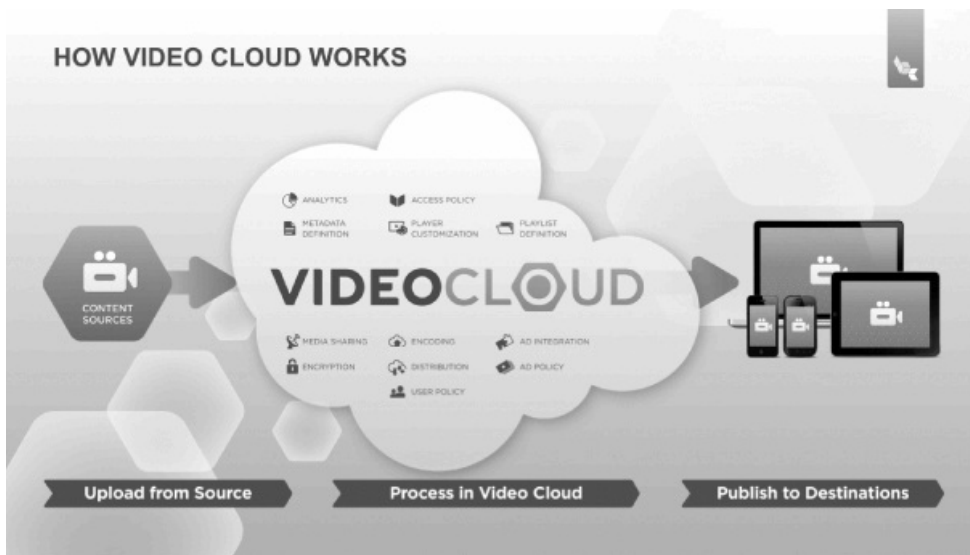 HOW VIDEO CLOUD WORKS
ANALYTICS
ACCESS POLICY
METADATA
DEFINITION
PLAYER
CUSTOMIZATION
PLAYLIST
DEFINITION
CONTENT
SOURCES
VIDEOCLOUD
MEDIA SHARING
ENCODING
AD INTEGRATION
ENCRYPTION
DISTRIBUTION
AD POLICY
USER POLICY
Upload from Source
Process in Video Cloud
Publish to Destinations